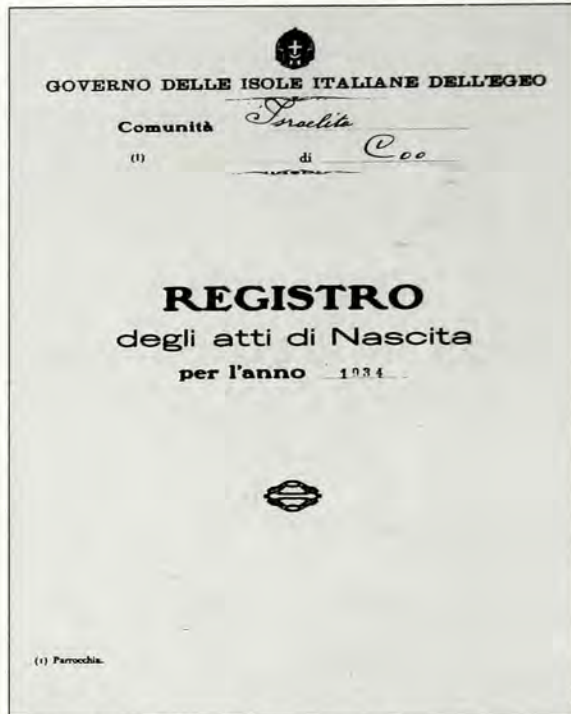 GOVERNO DELLE ISOLE ITALIANE DELL'EGEO
Comunità Israelita
(1) di Coo
REGISTRO
degli atti di Nascita
per l'anno 1934
(1) Parrocchia.